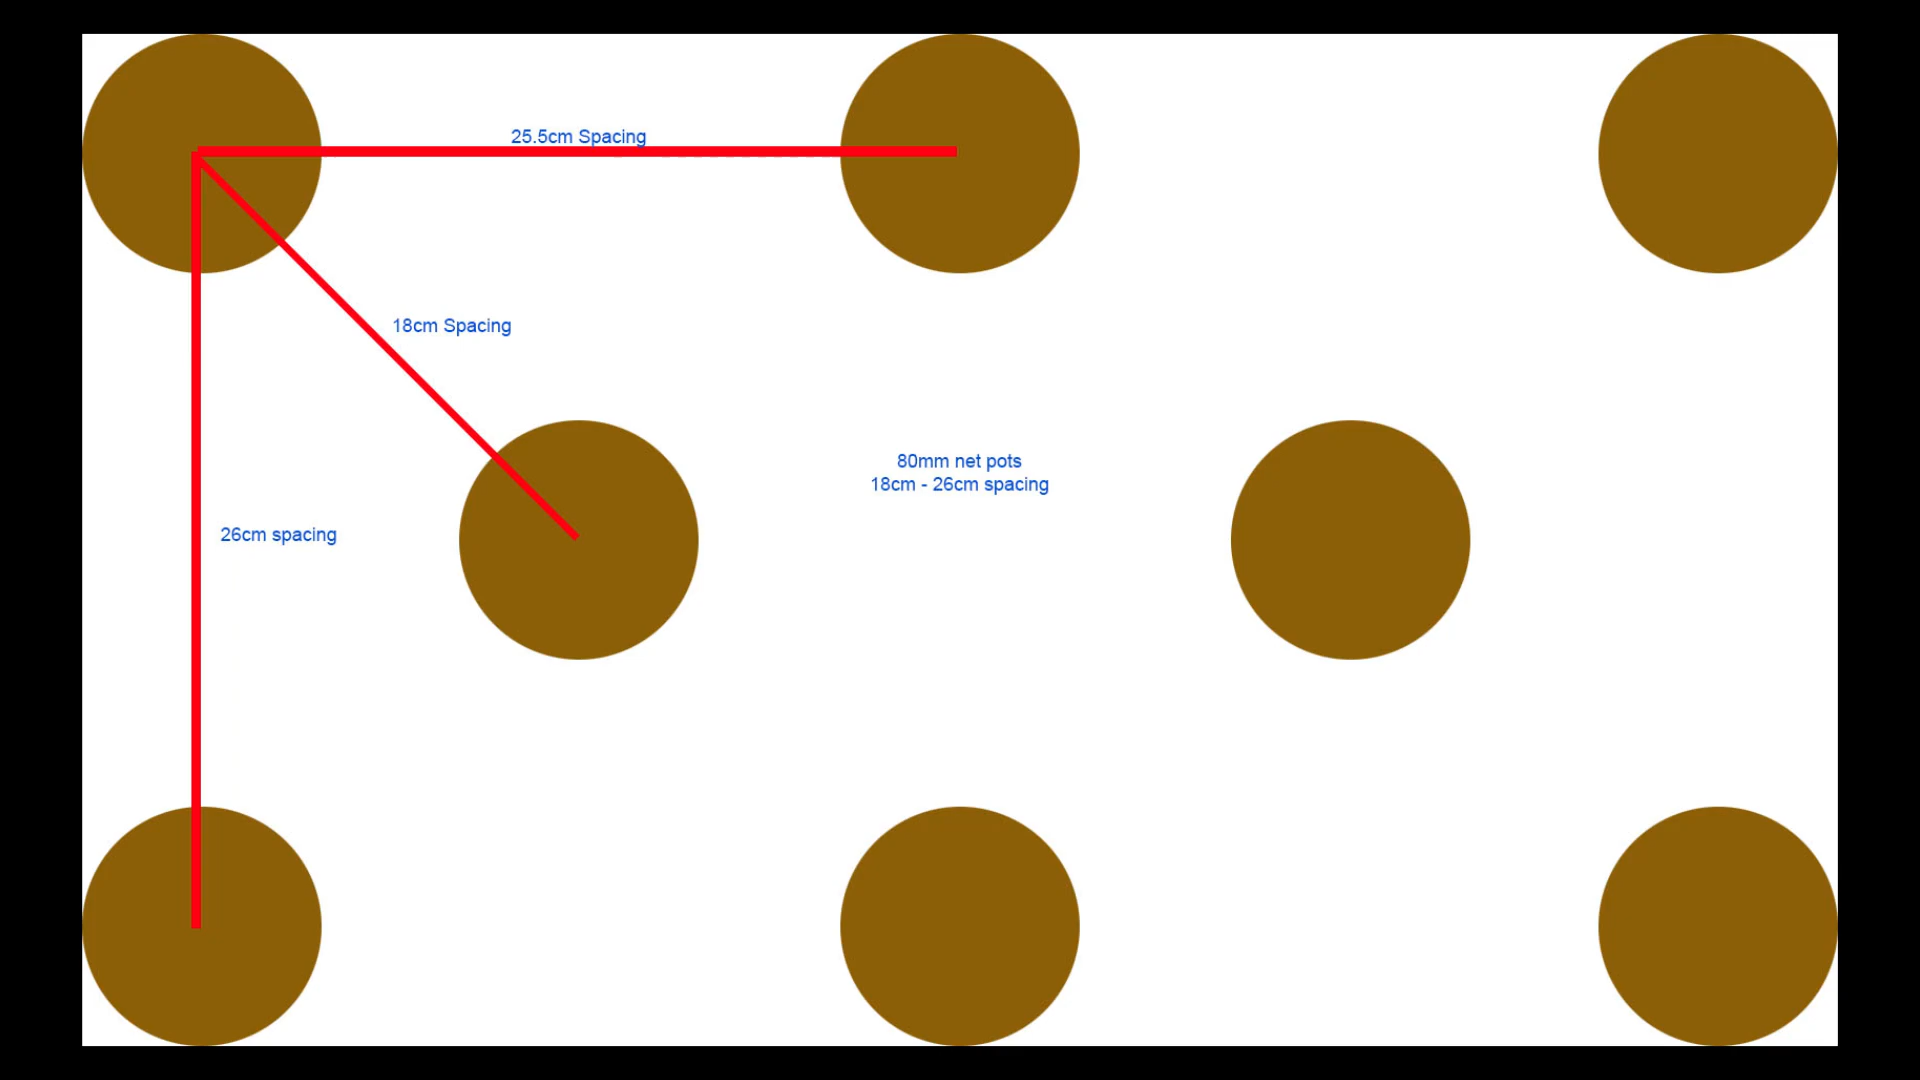 25.5cm Spacing
18cm Spacing
80mm net pots
18cm - 26cm spacing
26cm spacing